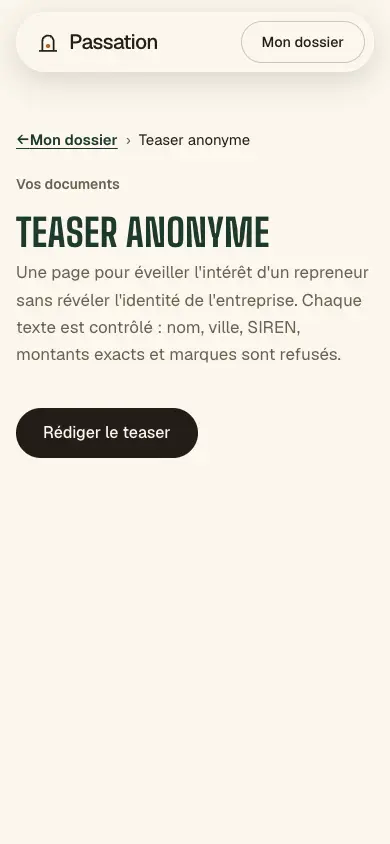 Passation
Mon dossier
←Mon dossier › Teaser anonyme
Vos documents
TEASER ANONYME
Une page pour éveiller l'intérêt d'un repreneur
sans révéler l'identité de l'entreprise. Chaque
texte est contrôlé : nom, ville, SIREN,
montants exacts et marques sont refusés.
Rédiger le teaser